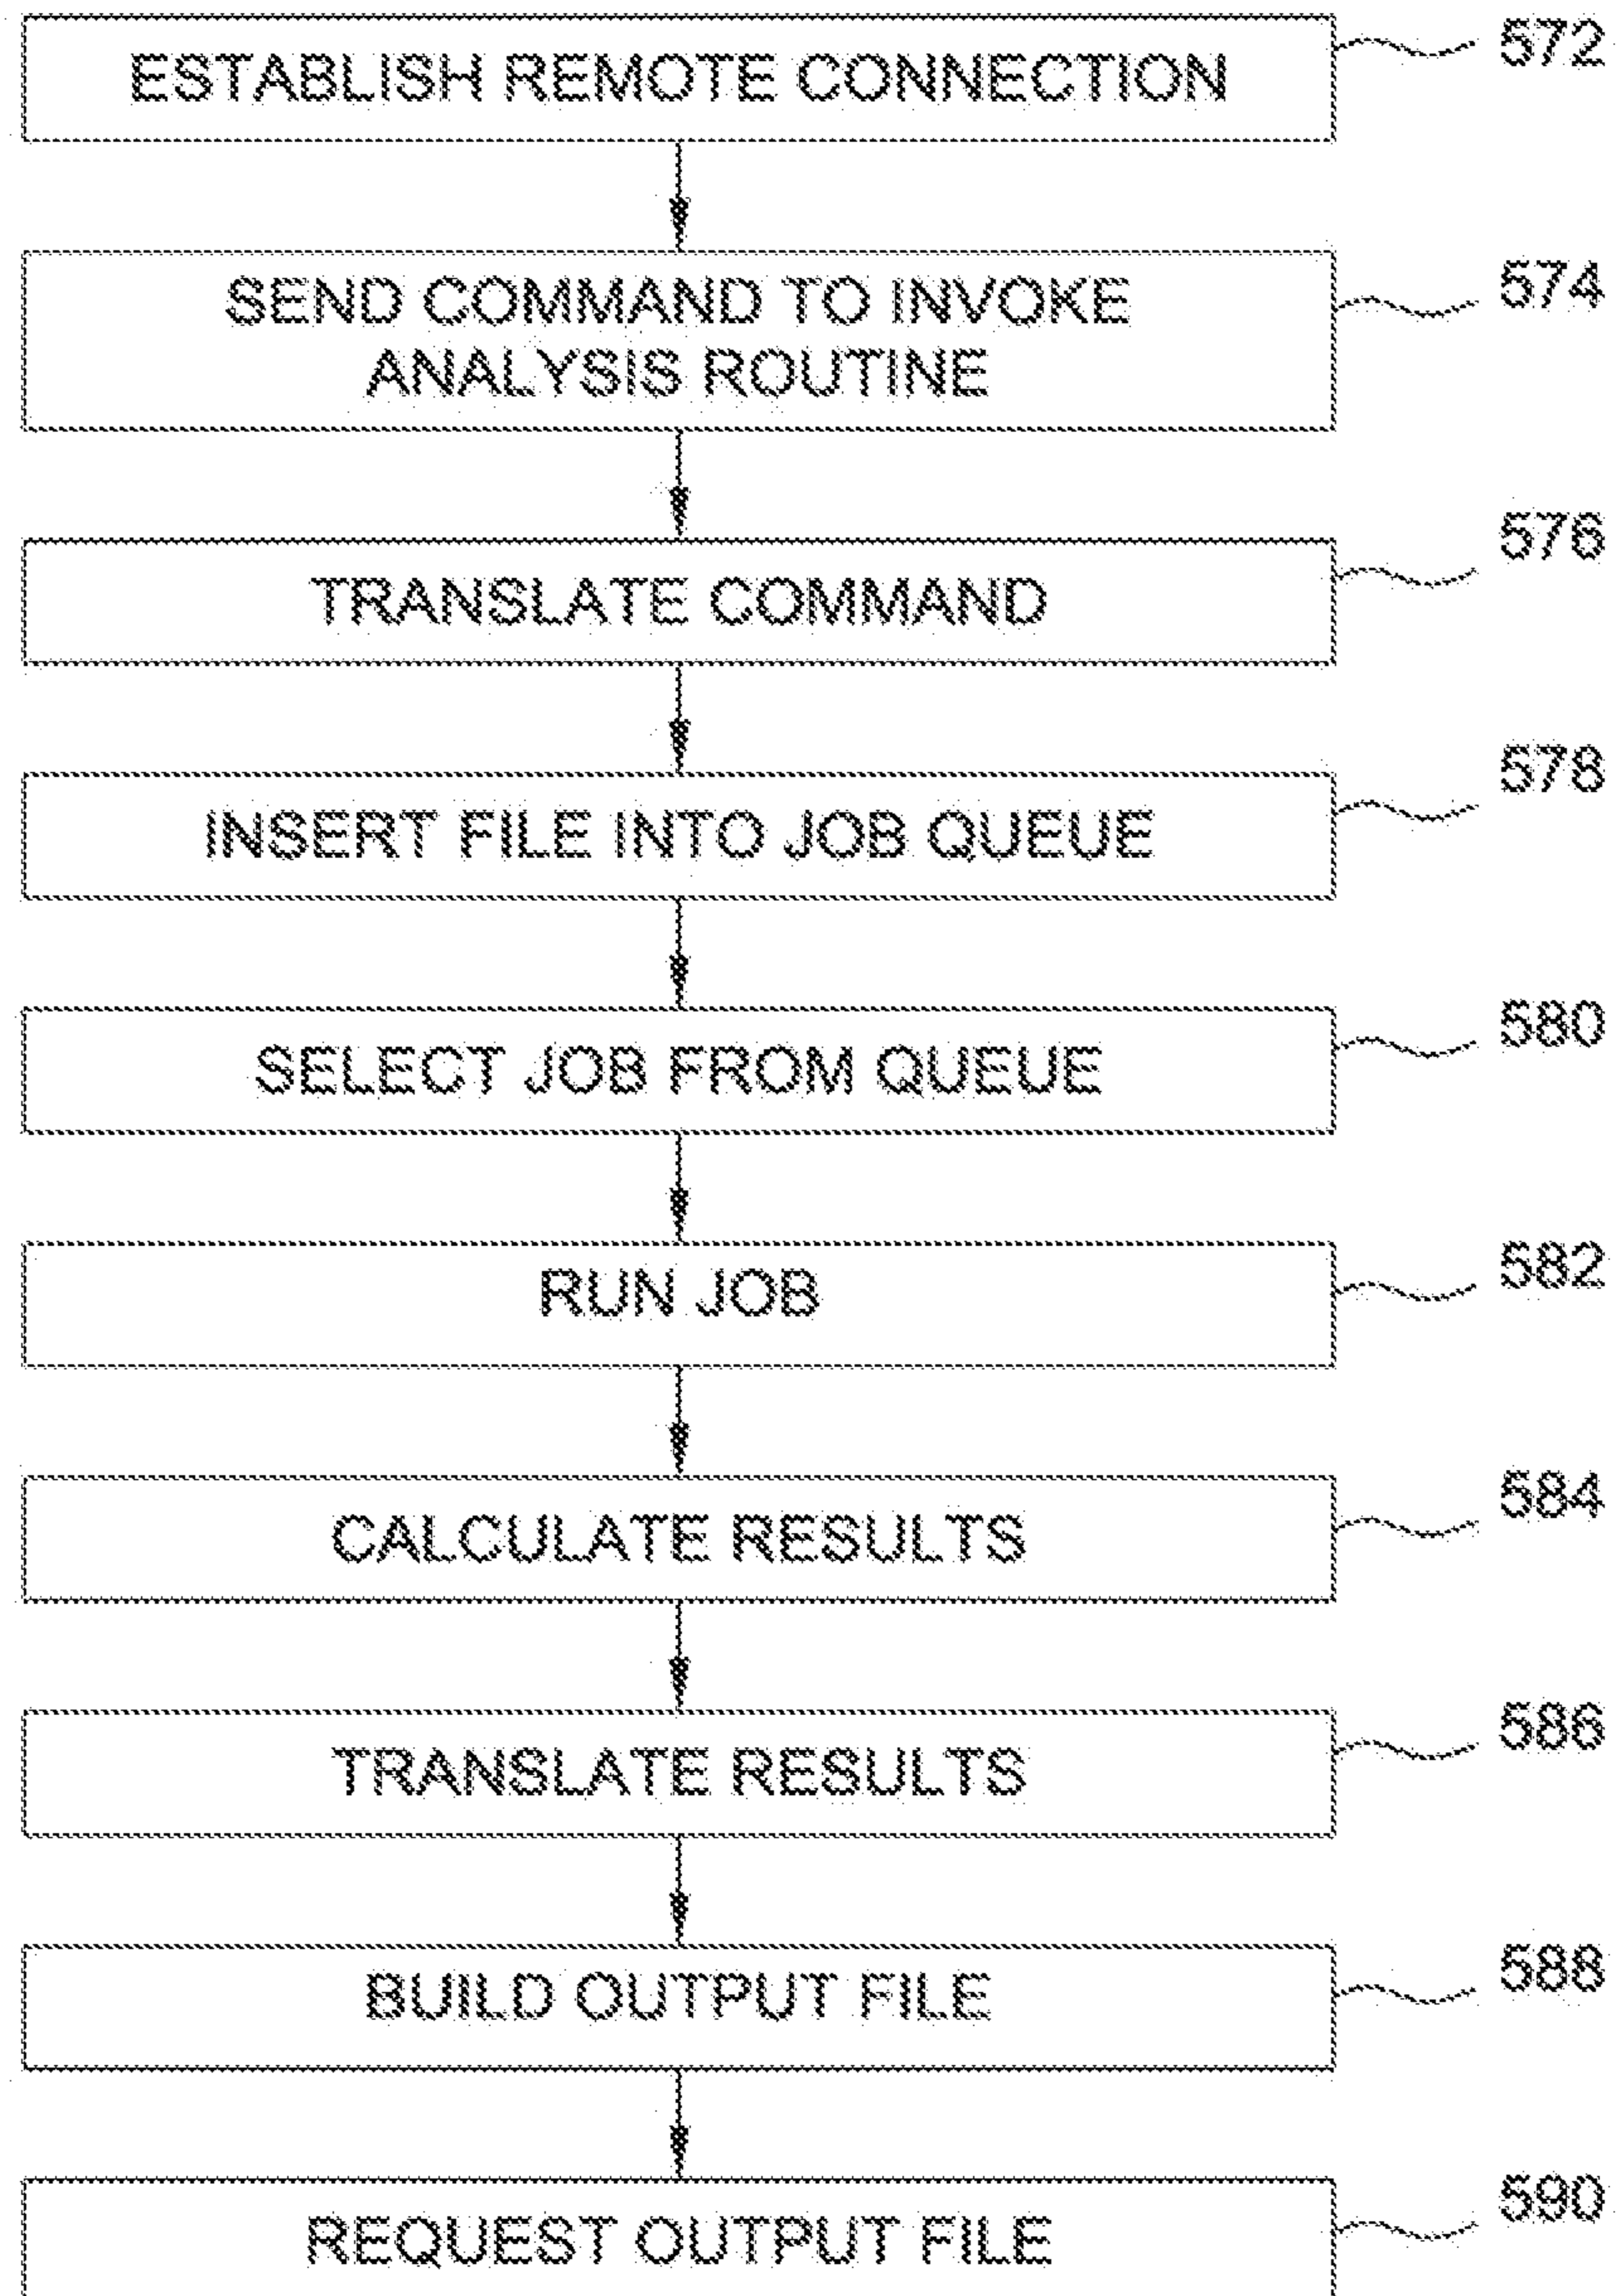 ESTABLISH REMOTE CONNECTION
572
SEND COMMAND TO INVOKE
ANALYSIS ROUTINE
574
TRANSLATE COMMAND
576
INSERT FILE INTO JOB QUEUE
578
SELECT JOB FROM QUEUE
580
RUN JOB
582
CALCULATE RESULTS
584
TRANSLATE RESULTS
586
BUILD OUTPUT FILE
588
REQUEST OUTPUT FILE
590